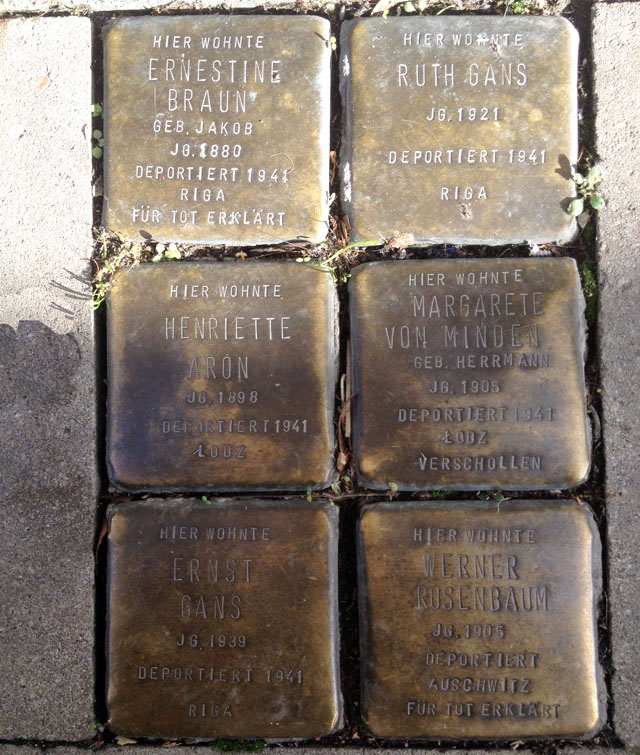 HIER WOHNTE
ERNESTINE
BRAUN
GEB. JAKOB
JG. 1880
DEPORTIERT 1941
RIGA
FÜR TOT ERKLÄRT
HIER WOHNTE
RUTH GANS
JG. 1921
DEPORTIERT 1941
RIGA
HIER WOHNTE
HENRIETTE
ARON
JG. 1898
DEPORTIERT 1941
ŁODZ
HIER WOHNTE
MARGARETE
VON MINDEN
GEB. HERRMANN
JG. 1905
DEPORTIERT 1941
ŁODZ
VERSCHOLLEN
HIER WOHNTE
ERNST
GANS
JG. 1939
DEPORTIERT 1941
RIGA
HIER WOHNTE
WERNER
ROSENBAUM
JG. 1905
DEPORTIERT
AUSCHWITZ
FÜR TOT ERKLÄRT